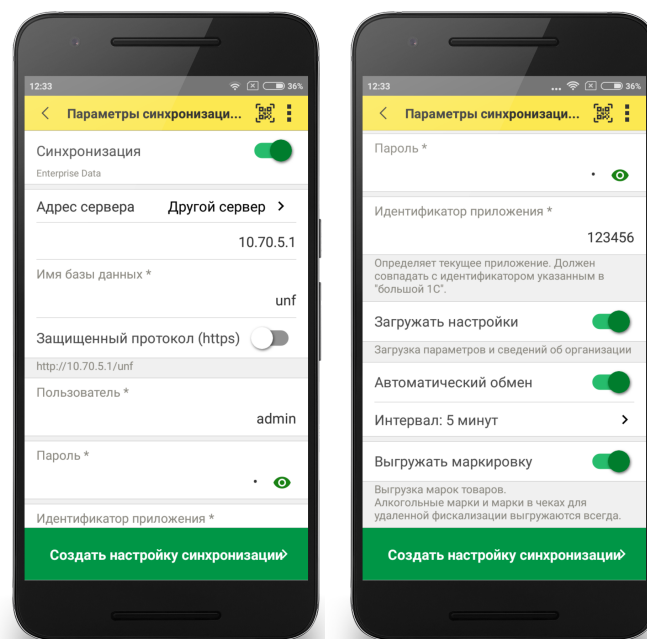 12:33
36%
Параметры синхронизаци...
Синхронизация
Enterprise Data
Адрес сервера Другой сервер
10.70.5.1
Имя базы данных *
unf
Защищенный протокол (https)
http://10.70.5.1/unf
Пользователь *
admin
Пароль *
Идентификатор приложения *
Создать настройку синхронизации
12:33
... 36%
Параметры синхронизаци...
Пароль *
Идентификатор приложения *
123456
Определяет текущее приложение. Должен
совпадать с идентификатором указанным в
"большой 1С".
Загружать настройки
Загрузка параметров и сведений об организации
Автоматический обмен
Интервал: 5 минут
Выгружать маркировку
Выгрузка марок товаров.
Алкогольные марки и марки в чеках для
удаленной фискализации выгружаются всегда.
Создать настройку синхронизации